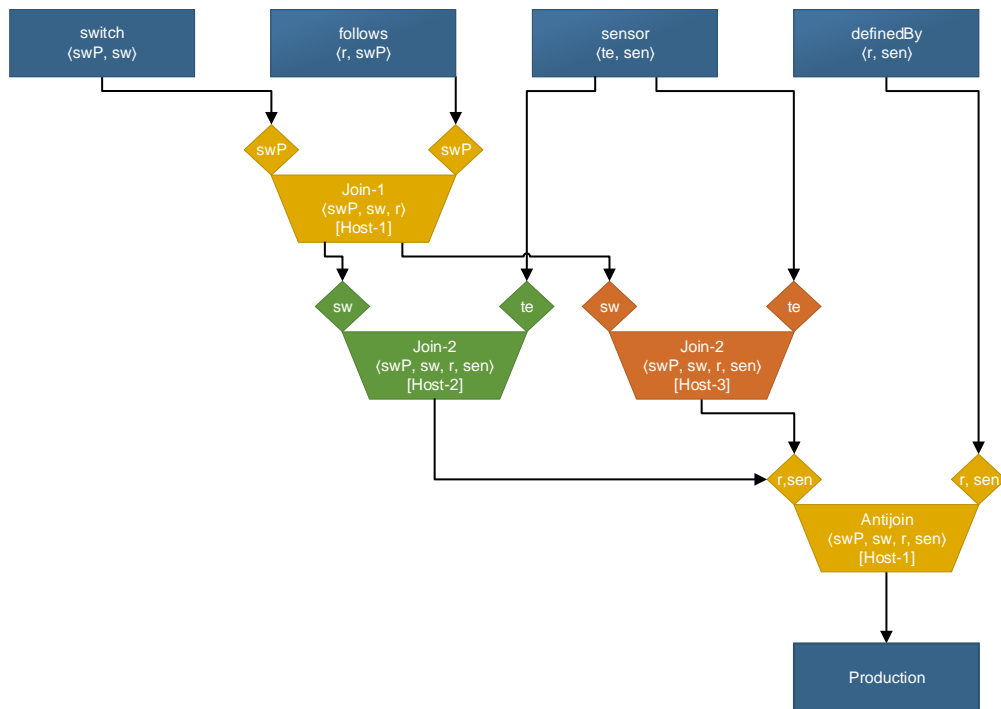 switch
⟨swP, sw⟩
follows
⟨r, swP⟩
sensor
⟨te, sen⟩
definedBy
⟨r, sen⟩
swP
swP
Join-1
⟨swP, sw, r⟩
[Host-1]
sw
te
sw
te
Join-2
⟨swP, sw, r, sen⟩
[Host-2]
Join-2
⟨swP, sw, r, sen⟩
[Host-3]
r,sen
r, sen
Antijoin
⟨swP, sw, r, sen⟩
[Host-1]
Production